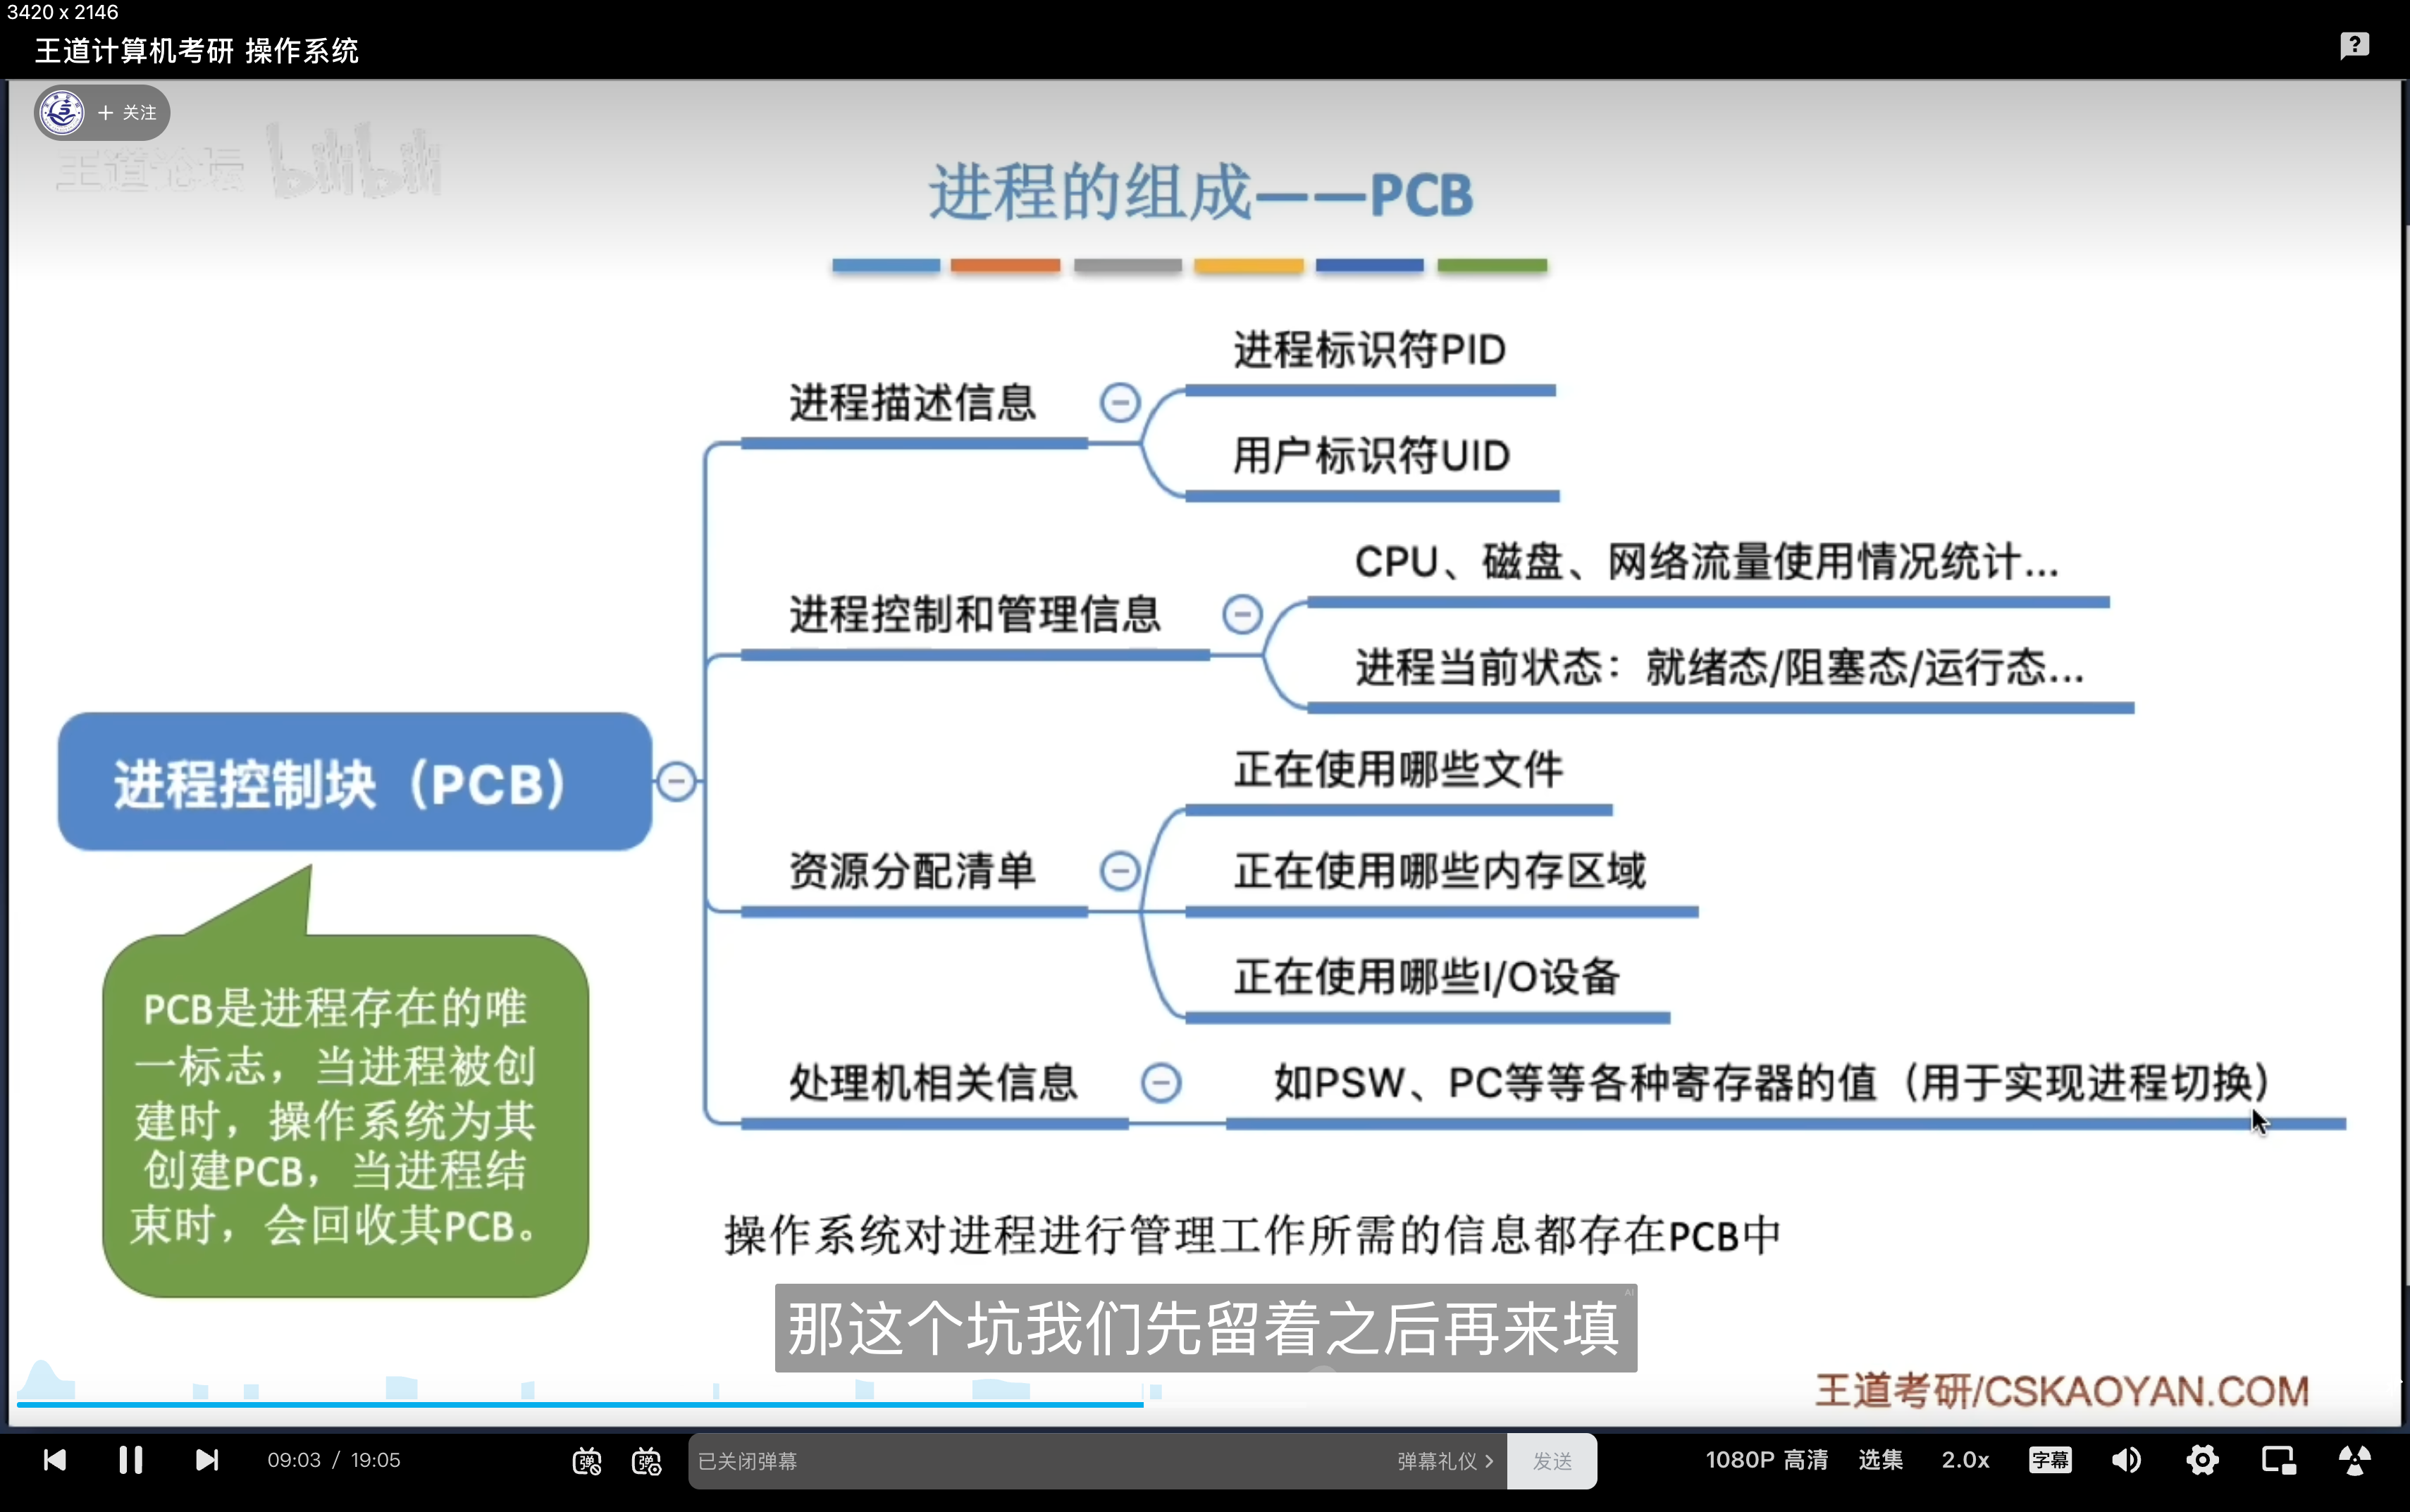 3420 x 2146
王道计算机考研 操作系统
+ 关注
王道论坛 bilibili
进程的组成——PCB
进程标识符PID
进程描述信息
用户标识符UID
CPU、磁盘、网络流量使用情况统计...
进程控制和管理信息
进程当前状态：就绪态/阻塞态/运行态...
正在使用哪些文件
进程控制块（PCB）
资源分配清单
正在使用哪些内存区域
正在使用哪些I/O设备
处理机相关信息
如PSW、PC等等各种寄存器的值（用于实现进程切换）
PCB是进程存在的唯
一标志，当进程被创
建时，操作系统为其
创建PCB，当进程结
束时，会回收其PCB。
操作系统对进程进行管理工作所需的信息都存在PCB中
AI
那这个坑我们先留着之后再来填
王道考研/CSKAOYAN.COM
09:03 / 19:05
弹
弹
已关闭弹幕
弹幕礼仪 >
发送
1080P 高清
选集
2.0x
字幕